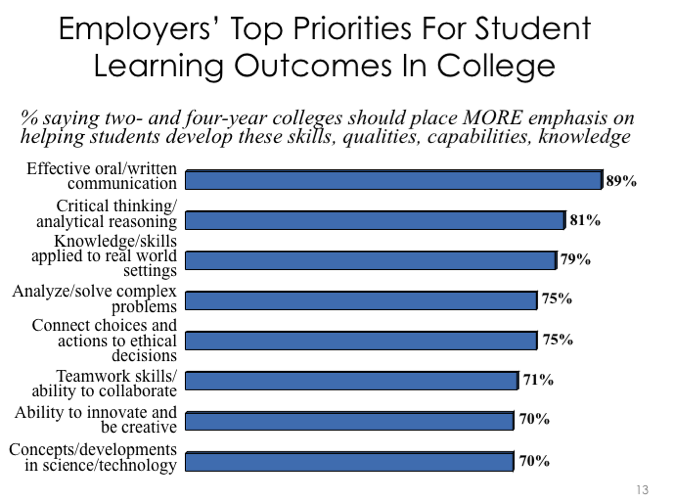 Employers’ Top Priorities For Student
Learning Outcomes In College
% saying two- and four-year colleges should place MORE emphasis on
helping students develop these skills, qualities, capabilities, knowledge
Effective oral/written
communication
89%
Critical thinking/
analytical reasoning
81%
Knowledge/skills
applied to real world
settings
79%
Analyze/solve complex
problems
75%
Connect choices and
actions to ethical
decisions
75%
Teamwork skills/
ability to collaborate
71%
Ability to innovate and
be creative
70%
Concepts/developments
in science/technology
70%
13